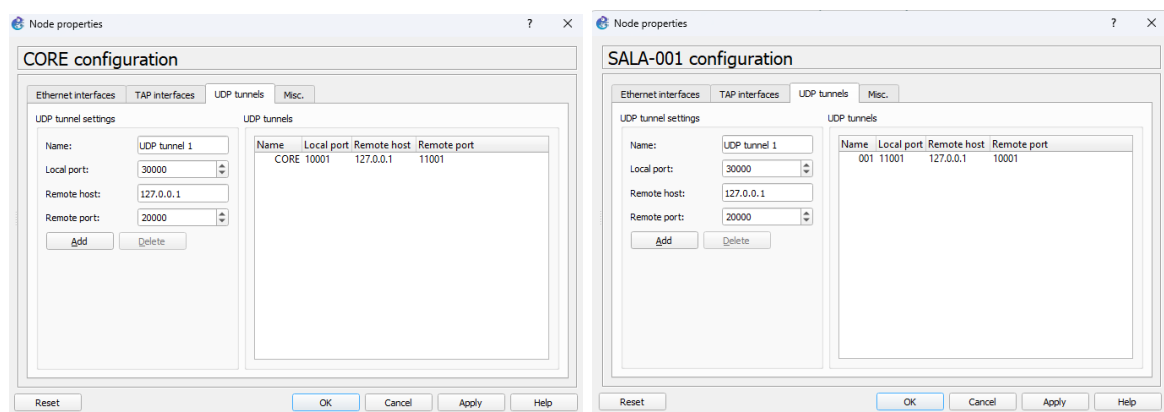 Node properties ? X
CORE configuration
Ethernet interfaces TAP interfaces UDP tunnels Misc.
UDP tunnel settings
Name: UDP tunnel 1
Local port: 30000
Remote host: 127.0.0.1
Remote port: 20000
Add Delete
UDP tunnels
Name Local port Remote host Remote port
CORE 10001 127.0.0.1 11001
Reset OK Cancel Apply Help
Node properties ? X
SALA-001 configuration
Ethernet interfaces TAP interfaces UDP tunnels Misc.
UDP tunnel settings
Name: UDP tunnel 1
Local port: 30000
Remote host: 127.0.0.1
Remote port: 20000
Add Delete
UDP tunnels
Name Local port Remote host Remote port
001 11001 127.0.0.1 10001
Reset OK Cancel Apply Help